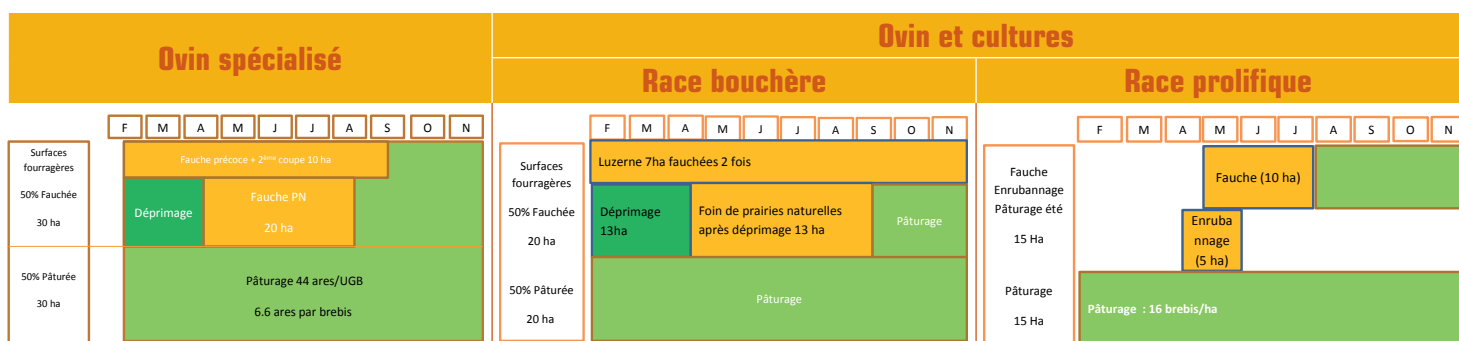 Ovin spécialisé
Ovin et cultures
Race bouchère
Race prolifique
F M A M J J A S O N
Surfaces
fourragères
50% Fauchée
30 ha
50% Pâturée
30 ha
Fauche précoce + 2ème coupe 10 ha
Déprimage
Fauche PN
20 ha
Pâturage 44 ares/UGB
6.6 ares par brebis
F M A M J J A S O N
Surfaces
fourragères
50% Fauchée
20 ha
50% Pâturée
20 ha
Luzerne 7ha fauchées 2 fois
Déprimage
13ha
Foin de prairies naturelles
après déprimage 13 ha
Pâturage
Pâturage
F M A M J J A S O N
Fauche
Enrubannage
Pâturage été
15 Ha
Pâturage
15 Ha
Fauche (10 ha)
Enruba
nnage
(5 ha)
Pâturage : 16 brebis/ha